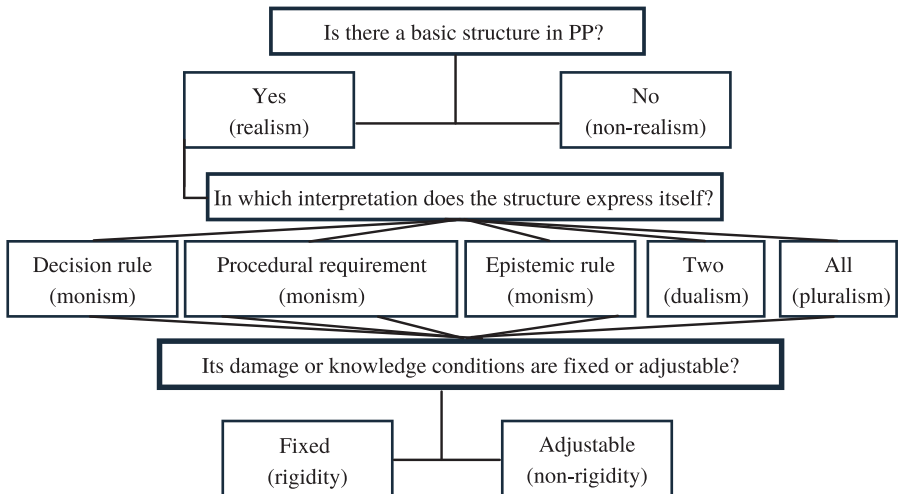 Is there a basic structure in PP?
Yes
(realism)
No
(non-realism)
In which interpretation does the structure express itself?
Decision rule
(monism)
Procedural requirement
(monism)
Epistemic rule
(monism)
Two
(dualism)
All
(pluralism)
Its damage or knowledge conditions are fixed or adjustable?
Fixed
(rigidity)
Adjustable
(non-rigidity)